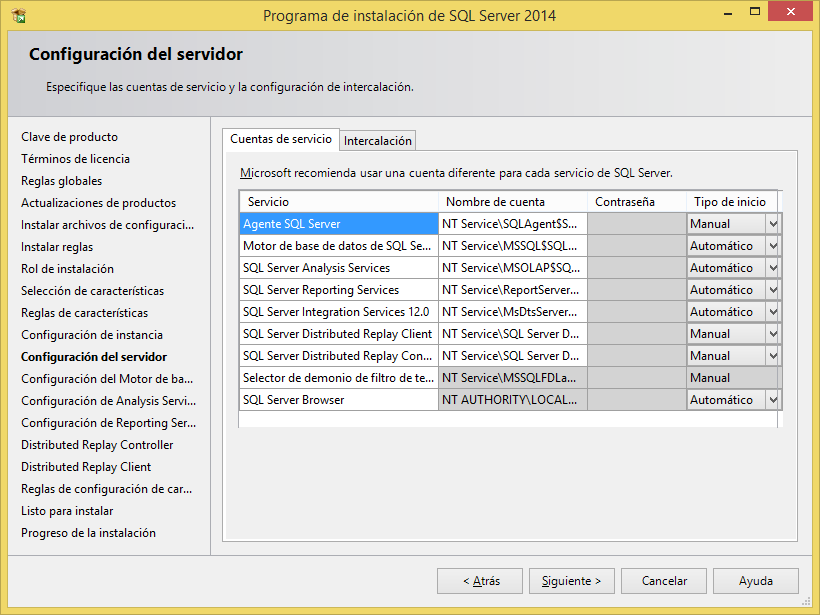 Programa de instalación de SQL Server 2014
Configuración del servidor
Especifique las cuentas de servicio y la configuración de intercalación.
Clave de producto
Términos de licencia
Reglas globales
Actualizaciones de productos
Instalar archivos de configuraci...
Instalar reglas
Rol de instalación
Selección de características
Reglas de características
Configuración de instancia
Configuración del servidor
Configuración del Motor de ba...
Configuración de Analysis Servi...
Configuración de Reporting Ser...
Distributed Replay Controller
Distributed Replay Client
Reglas de configuración de car...
Listo para instalar
Progreso de la instalación
Cuentas de servicio Intercalación
Microsoft recomienda usar una cuenta diferente para cada servicio de SQL Server.
Servicio Nombre de cuenta Contraseña Tipo de inicio
Agente SQL Server NT Service\SQLAgent$S... Manual
Motor de base de datos de SQL Se... NT Service\MSSQL$SQL... Automático
SQL Server Analysis Services NT Service\MSOLAP$SQ... Automático
SQL Server Reporting Services NT Service\ReportServer... Automático
SQL Server Integration Services 12.0 NT Service\MsDtsServer... Automático
SQL Server Distributed Replay Client NT Service\SQL Server D... Manual
SQL Server Distributed Replay Con... NT Service\SQL Server D... Manual
Selector de demonio de filtro de te... NT Service\MSSQLFDLa... Manual
SQL Server Browser NT AUTHORITY\LOCAL... Automático
< Atrás Siguiente > Cancelar Ayuda